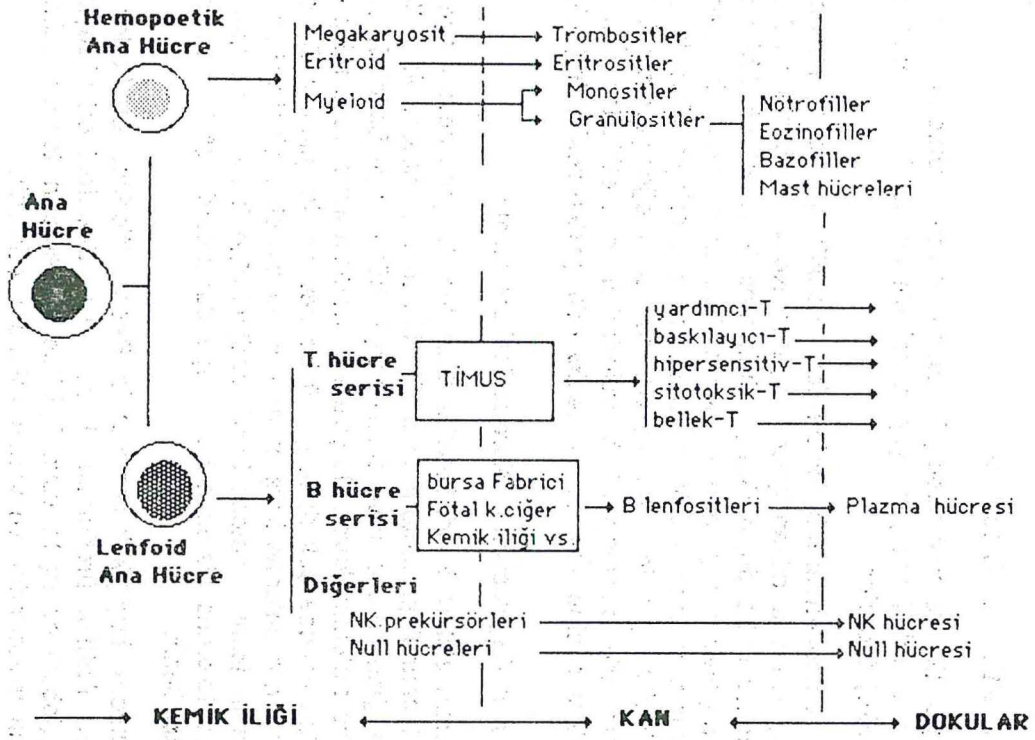 Hemopoetik
Ana Hücre
Megakaryosit
Trombositler
Eritroid
Eritrositler
Myeloid
Monositler
Granülositler
Nötrofiller
Eozinofiller
Bazofiller
Mast hücreleri
Ana
Hücre
T hücre
serisi
TİMUS
yardımcı-T
baskılayıcı-T
hipersensitiv-T
sitotoksik-T
bellek-T
Lenfoid
Ana Hücre
B hücre
serisi
bursa Fabrici
Fötal k.ciğer
Kemik iliği vs.
B lenfositleri
Plazma hücresi
Diğerleri
NK prekürsörleri
NK hücresi
Null hücreleri
Null hücresi
KEMİK İLİĞİ
KAN
DOKULAR